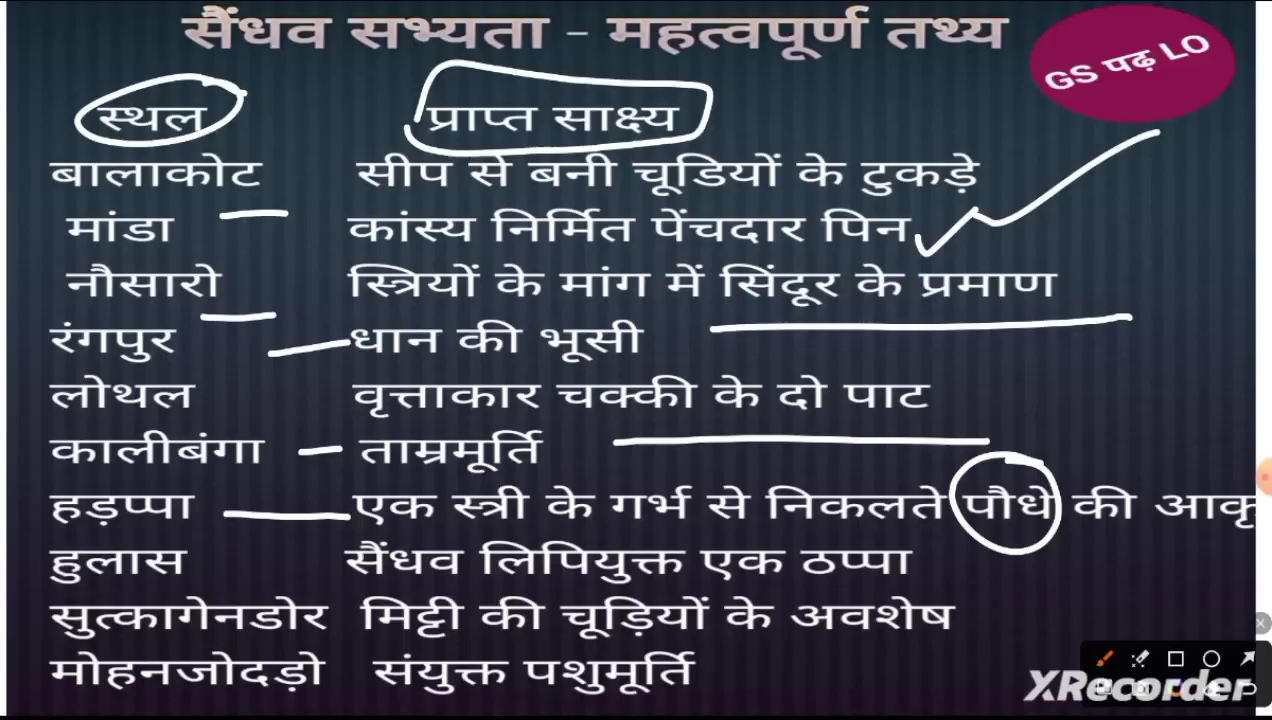 सैंधव सभ्यता - महत्वपूर्ण तथ्य
GS पढ़ LO
स्थल प्राप्त साक्ष्य
बालाकोट सीप से बनी चूडियों के टुकड़े
मांडा कांस्य निर्मित पेंचदार पिन
नौसारो स्त्रियों के मांग में सिंदूर के प्रमाण
रंगपुर धान की भूसी
लोथल वृत्ताकार चक्की के दो पाट
कालीबंगा ताम्रमूर्ति
हड़प्पा एक स्त्री के गर्भ से निकलते पौधे की आकृ
हुलास सैंधव लिपियुक्त एक ठप्पा
सुत्कागेनडोर मिट्टी की चूड़ियों के अवशेष
मोहनजोदड़ो संयुक्त पशुमूर्ति
XRecorder